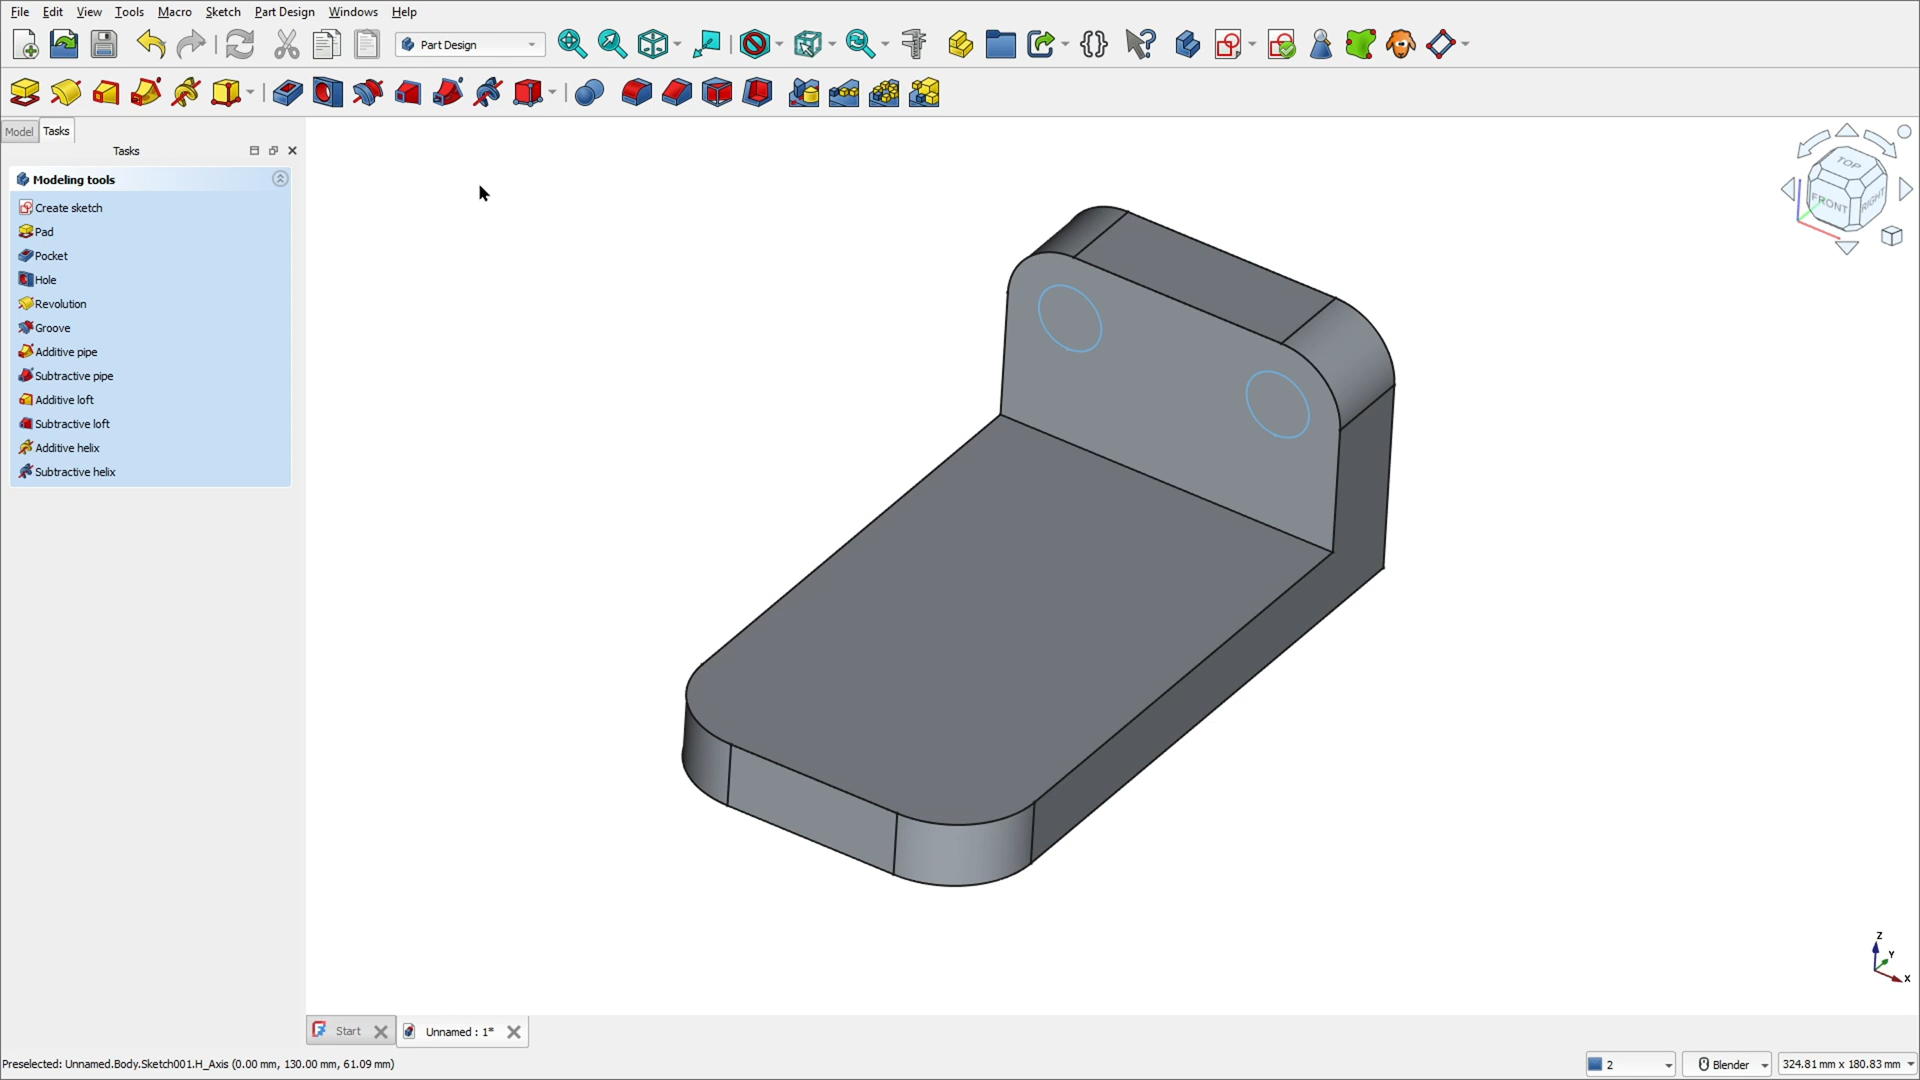 File Edit View Tools Macro Sketch Part Design Windows Help
Part Design
Model Tasks
Tasks
Modeling tools
Create sketch
Pad
Pocket
Hole
Revolution
Groove
Additive pipe
Subtractive pipe
Additive loft
Subtractive loft
Additive helix
Subtractive helix
TOP
FRONT
RIGHT
Z
Y
X
Start
Unnamed : 1*
Preselected: Unnamed.Body.Sketch001.H_Axis (0.00 mm, 130.00 mm, 61.09 mm)
2
Blender
324.81 mm x 180.83 mm